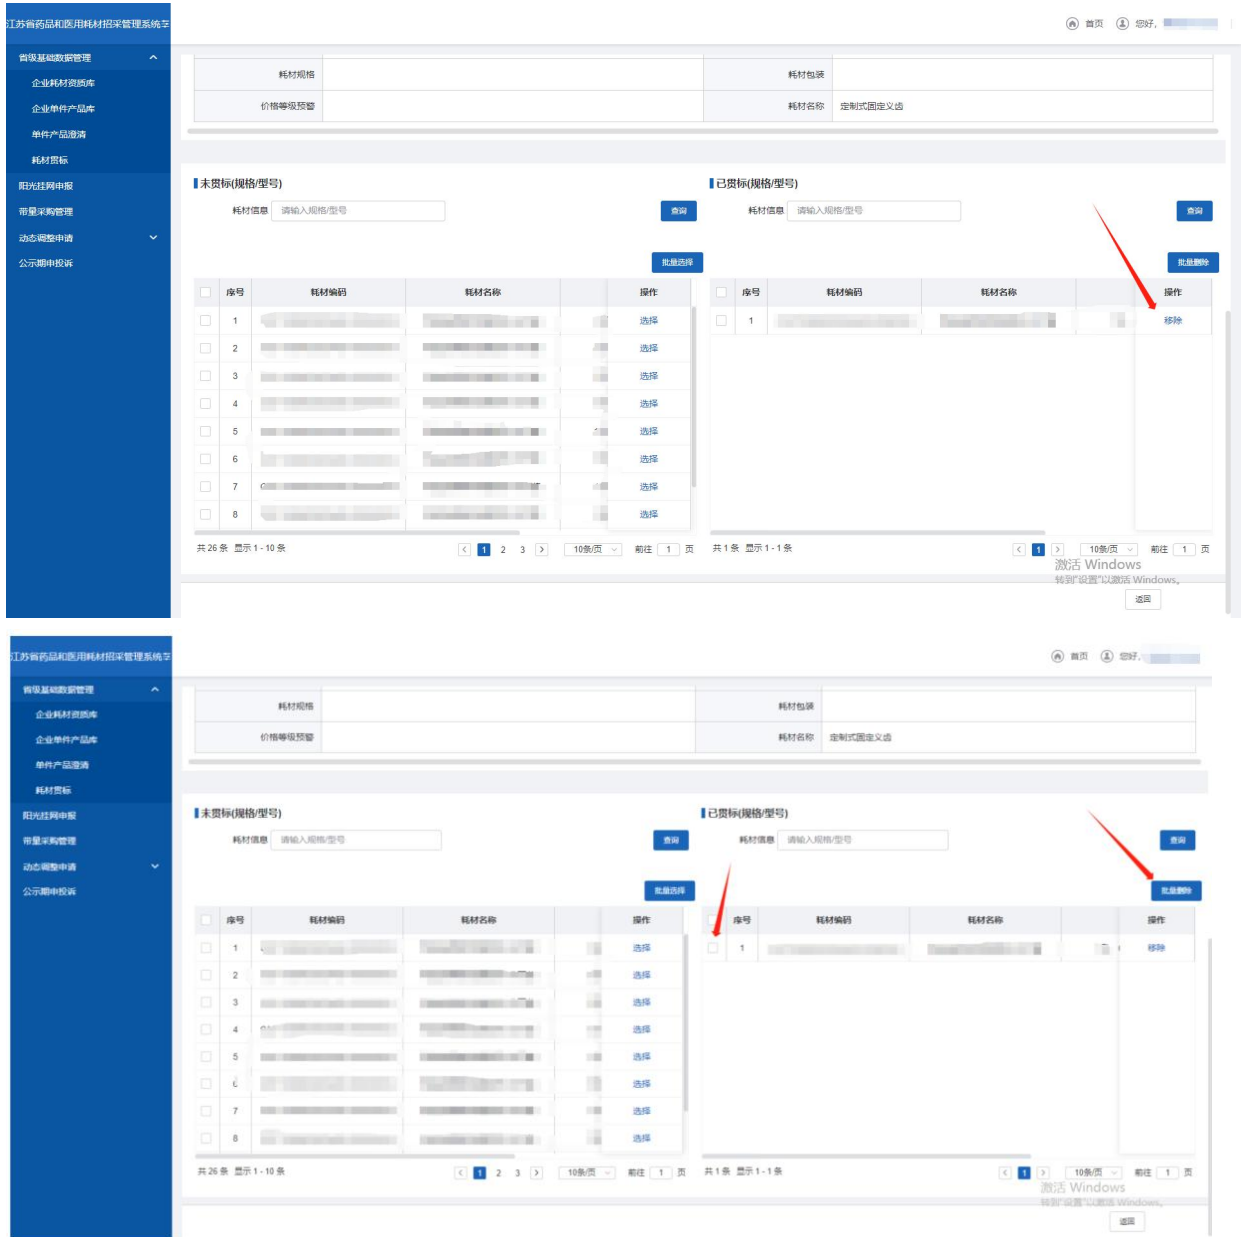 江苏省药品和医用耗材招采管理系统
首页 您好,
省级基础数据管理
企业耗材资质库
企业单件产品库
单件产品澄清
耗材贯标
阳光挂网申报
带量采购管理
动态调整申请
公示期申投诉
耗材规格 耗材包装
价格等级预警 耗材名称 定制式固定义齿
未贯标(规格/型号) 已贯标(规格/型号)
耗材信息 请输入规格/型号 查询 耗材信息 请输入规格/型号 查询
批量选择 批量删除
序号 耗材编码 耗材名称 操作 序号 耗材编码 耗材名称 操作
1 选择 1 移除
2 选择
3 选择
4 选择
5 选择
6 选择
7 选择
8 选择
共 26 条 显示 1 - 10 条 1 2 3 10条/页 前往 1 页 共 1 条 显示 1 - 1 条 1 10条/页 前往 1 页
激活 Windows
转到"设置"以激活 Windows。
返回
江苏省药品和医用耗材招采管理系统
首页 您好,
省级基础数据管理
企业耗材资质库
企业单件产品库
单件产品澄清
耗材贯标
阳光挂网申报
带量采购管理
动态调整申请
公示期申投诉
耗材规格 耗材包装
价格等级预警 耗材名称 定制式固定义齿
未贯标(规格/型号) 已贯标(规格/型号)
耗材信息 请输入规格/型号 查询 耗材信息 请输入规格/型号 查询
批量选择 批量删除
序号 耗材编码 耗材名称 操作 序号 耗材编码 耗材名称 操作
1 选择 1 移除
2 选择
3 选择
4 选择
5 选择
6 选择
7 选择
8 选择
共 26 条 显示 1 - 10 条 1 2 3 10条/页 前往 1 页 共 1 条 显示 1 - 1 条 1 10条/页 前往 1 页
激活 Windows
转到"设置"以激活 Windows。
返回